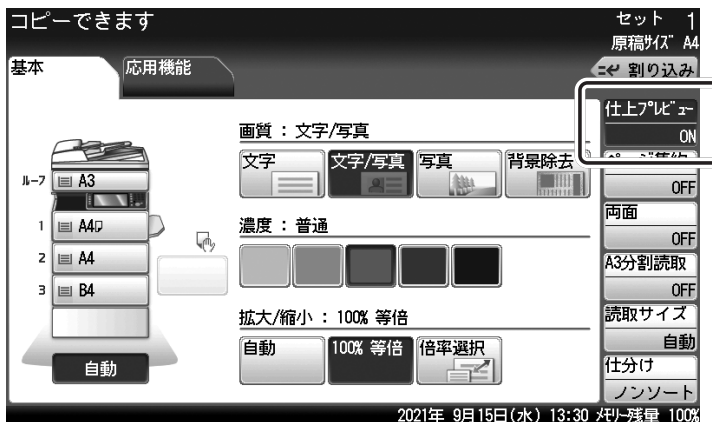 コピーできます
セット 1
原稿ｻｲｽﾞ A4
基本
応用機能
割り込み
仕上ﾌﾟﾚﾋﾞｭｰ
ON
OFF
両面
OFF
A3分割読取
OFF
読取サイズ
自動
仕分け
ノンソート
画質 : 文字/写真
文字
文字/写真
写真
背景除去
濃度 : 普通
拡大/縮小 : 100% 等倍
自動
100% 等倍
倍率選択
ﾙｰﾌ A3
1 A4
2 A4
3 B4
自動
2021年 9月15日(水) 13:30 ﾒﾓﾘｰ残量 100%